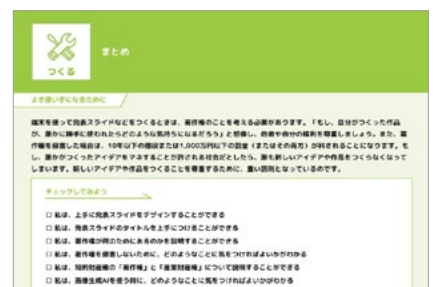 つくる
まとめ
よき使い手になるために
端末を使って発表スライドなどをつくるときは、著作権のことを考える必要があります。「もし、自分がつくった作品
が、誰かに勝手に使われたらどのような気持ちになるだろう」と想像し、他者や自分の権利を尊重しましょう。また、著
作権を侵害した場合は、10年以下の懲役または1,000万円以下の罰金（またはその両方）が科されることになります。も
し、誰かがつくったアイデアをマネすることが許される社会だとしたら、誰も新しいアイデアや作品をつくらなくなって
しまいます。新しいアイデアや作品をつくることを尊重するために、重い罰則となっているのです。
チェックしてみよう
□ 私は、上手に発表スライドをデザインすることができる
□ 私は、発表スライドのタイトルを上手につけることができる
□ 私は、著作権が何のためにあるのかを説明することができる
□ 私は、著作権を侵害しないために、どのようなことに気をつければよいかがわかる
□ 私は、知的財産権の「著作権」と「産業財産権」について説明することができる
□ 私は、画像生成AIを使う時に、どのようなことに気をつければよいかがわかる